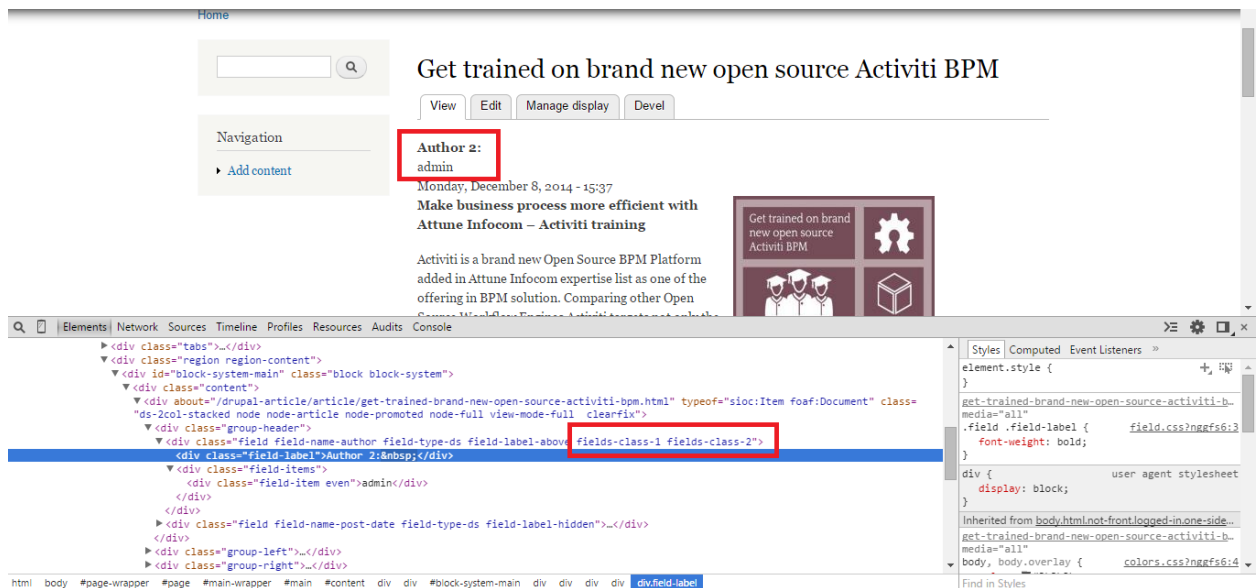 Home
Get trained on brand new open source Activiti BPM
View Edit Manage display Devel
Navigation
Add content
Author 2:
admin
Monday, December 8, 2014 - 15:37
Make business process more efficient with
Attune Infocom – Activiti training
Activiti is a brand new Open Source BPM Platform
added in Attune Infocom expertise list as one of the
offering in BPM solution. Comparing other Open
Get trained on brand
new open source
Activiti BPM
Elements Network Sources Timeline Profiles Resources Audits Console
<div class="tabs">…</div>
<div class="region region-content">
<div id="block-system-main" class="block block-system">
<div class="content">
<div about="/drupal-article/article/get-trained-brand-new-open-source-activiti-bpm.html" typeof="sioc:Item foaf:Document" class=
"ds-2col-stacked node node-article node-promoted node-full view-mode-full  clearfix">
<div class="group-header">
<div class="field field-name-author field-type-ds field-label-above fields-class-1 fields-class-2">
<div class="field-label">Author 2:&nbsp;</div>
<div class="field-items">
<div class="field-item even">admin</div>
</div>
</div>
<div class="field field-name-post-date field-type-ds field-label-hidden">…</div>
</div>
<div class="group-left">…</div>
<div class="group-right">…</div>
html body #page-wrapper #page #main-wrapper #main #content div div #block-system-main div div div div div.field-label
Styles Computed Event Listeners »
element.style {
}
get-trained-brand-new-open-source-activiti-b…
media="all"
.field .field-label { field.css?nggfs6:3
font-weight: bold;
}
div { user agent stylesheet
display: block;
}
Inherited from body.html.not-front.logged-in.one-side…
get-trained-brand-new-open-source-activiti-b…
media="all"
body, body.overlay { colors.css?nggfs6:4
Find in Styles